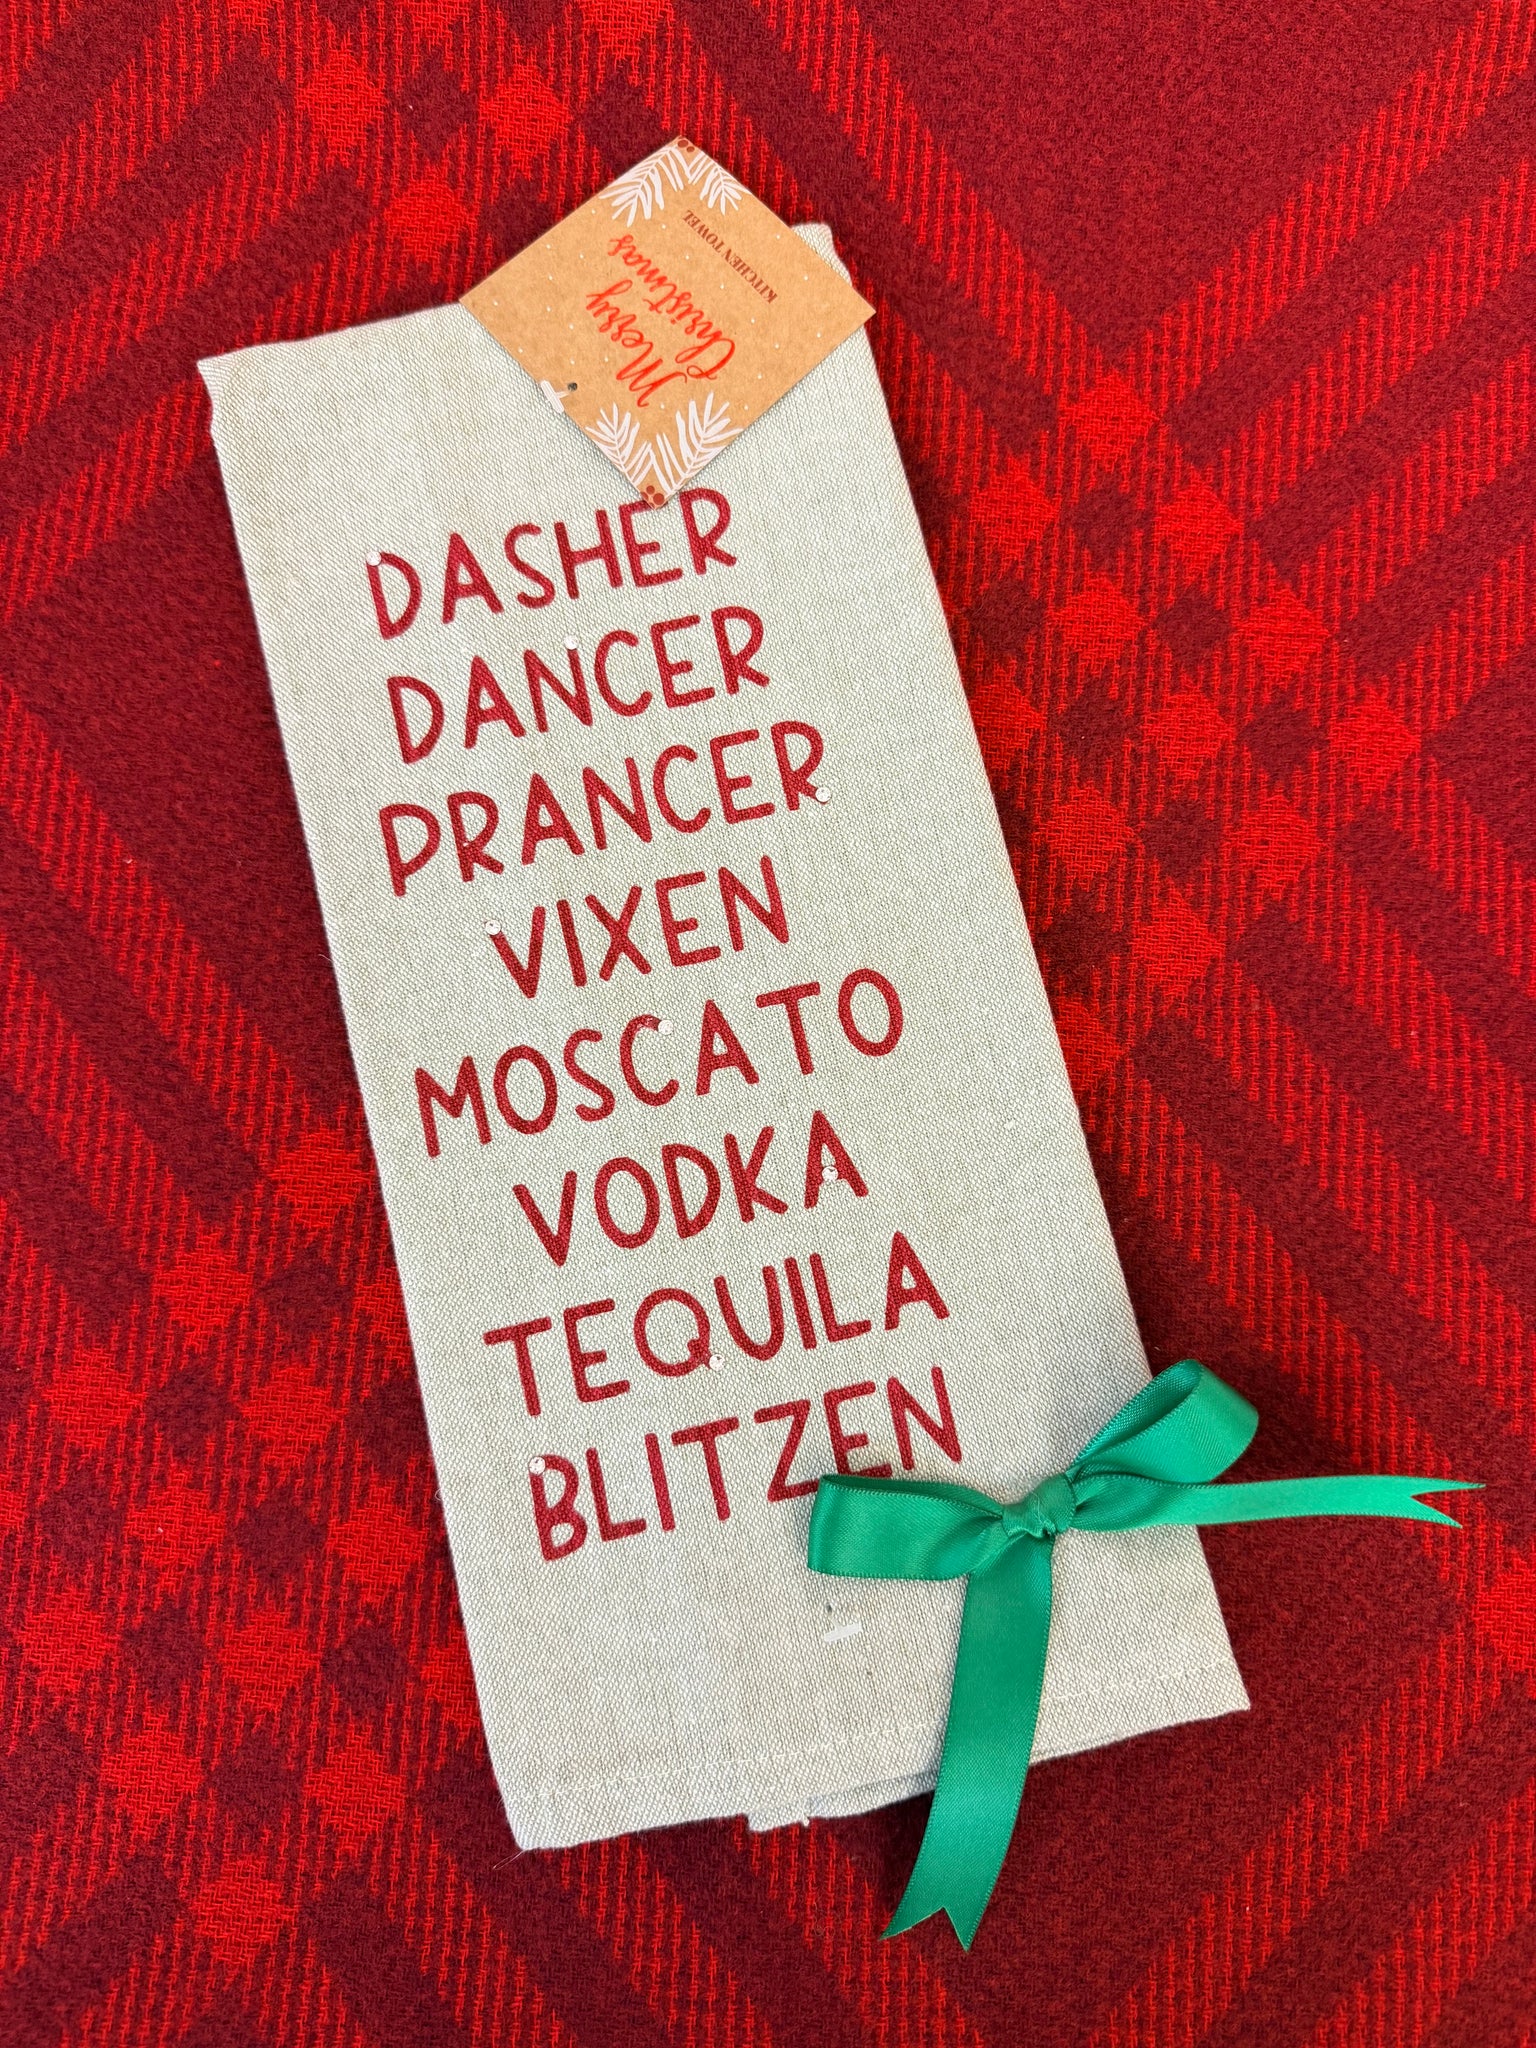 Merry
Christmas
KITCHEN TOWEL
DASHER
DANCER
PRANCER
VIXEN
MOSCATO
VODKA
TEQUILA
BLITZEN